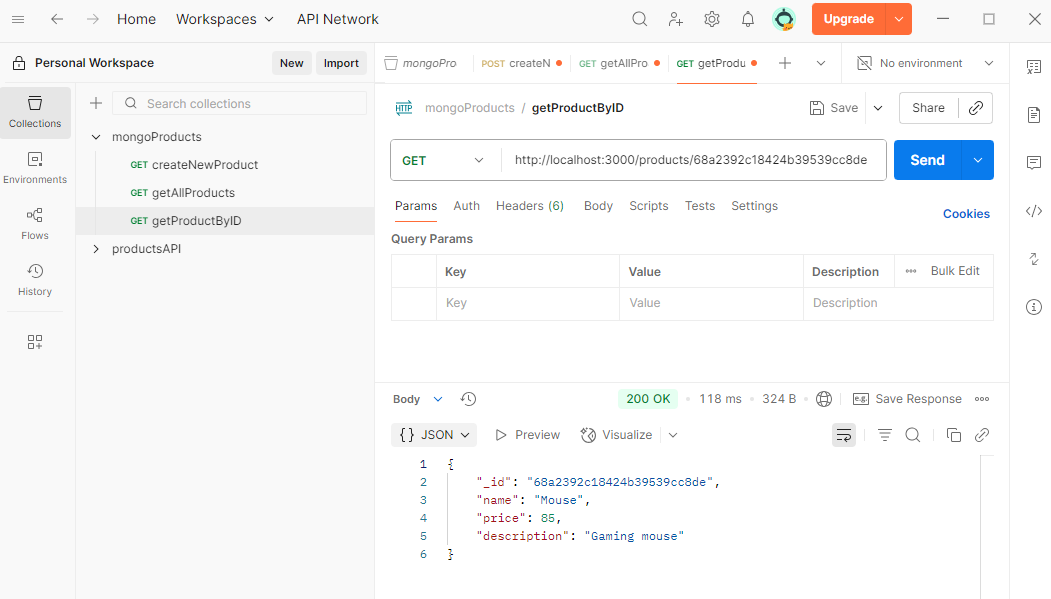 Home
Workspaces
API Network
Upgrade
Personal Workspace
New
Import
mongoPro
POST createN
GET getAllPro
GET getProdu
No environment
Collections
Environments
Flows
History
Search collections
mongoProducts
GET createNewProduct
GET getAllProducts
GET getProductByID
productsAPI
HTTP
mongoProducts / getProductByID
Save
Share
GET
http://localhost:3000/products/68a2392c18424b39539cc8de
Send
Params Auth Headers (6) Body Scripts Tests Settings
Cookies
Query Params
Key Value Description Bulk Edit
Key Value Description
Body
200 OK
118 ms
324 B
e.g. Save Response
{} JSON
Preview
Visualize
1 {
2 "_id": "68a2392c18424b39539cc8de",
3 "name": "Mouse",
4 "price": 85,
5 "description": "Gaming mouse"
6 }